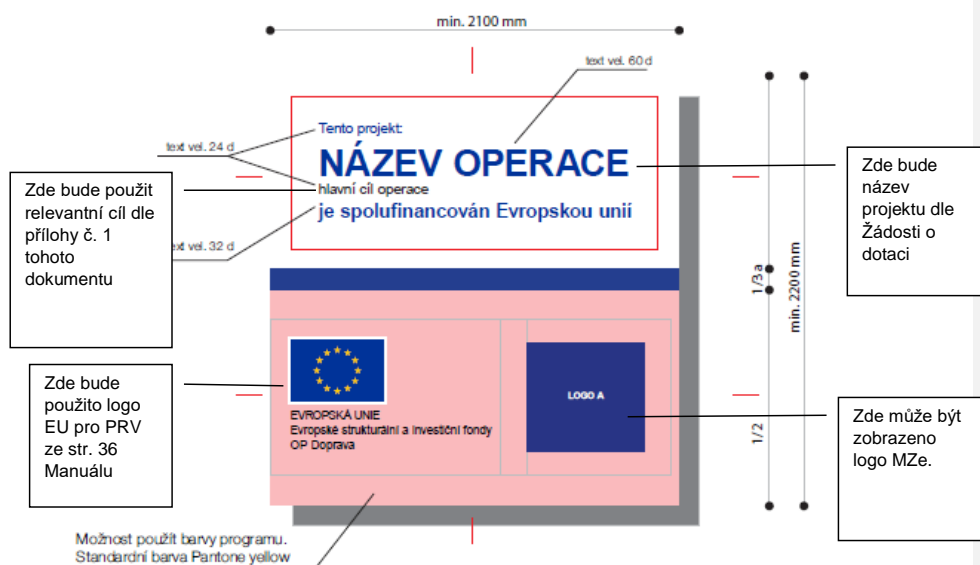 min. 2100 mm
text vel. 60 d
Tento projekt:
text vel. 24 d
NÁZEV OPERACE
hlavní cíl operace
je spolufinancován Evropskou unií
text vel. 32 d
Zde bude použit
relevantní cíl dle
přílohy č. 1
tohoto
dokumentu
Zde bude
název
projektu dle
Žádosti o
dotaci
1/3 a
min. 2200 mm
Zde bude
použito logo
EU pro PRV
ze str. 36
Manuálu
EVROPSKÁ UNIE
Evropské strukturální a Investiční fondy
OP Doprava
LOGO A
1/2
Zde může být
zobrazeno
logo MZe.
Možnost použít barvy programu.
Standardní barva Pantone yellow